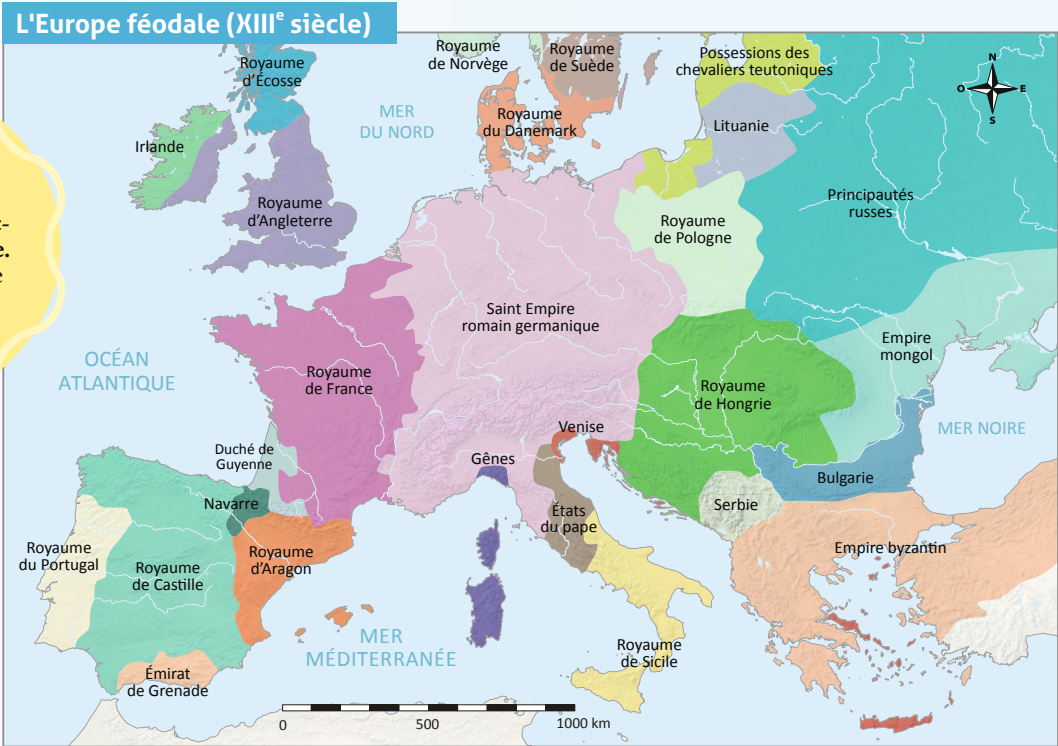 L'Europe féodale (XIIIe siècle)
Royaume
d'Écosse
Royaume
de Norvège
Royaume
de Suède
Possessions des
chevaliers teutoniques
N
O
E
S
MER
DU NORD
Royaume
du Danemark
Lituanie
Irlande
Royaume
d'Angleterre
Principautés
russes
Royaume
de Pologne
t-
e.
e
Saint Empire
romain germanique
OCÉAN
ATLANTIQUE
Royaume
de France
Empire
mongol
Royaume
de Hongrie
MER NOIRE
Venise
Duché de
Guyenne
Gênes
Bulgarie
Navarre
Serbie
États
du pape
Royaume
du Portugal
Royaume
de Castille
Royaume
d'Aragon
Empire byzantin
MER
MÉDITERRANÉE
Royaume
de Sicile
Émirat
de Grenade
0
500
1000 km